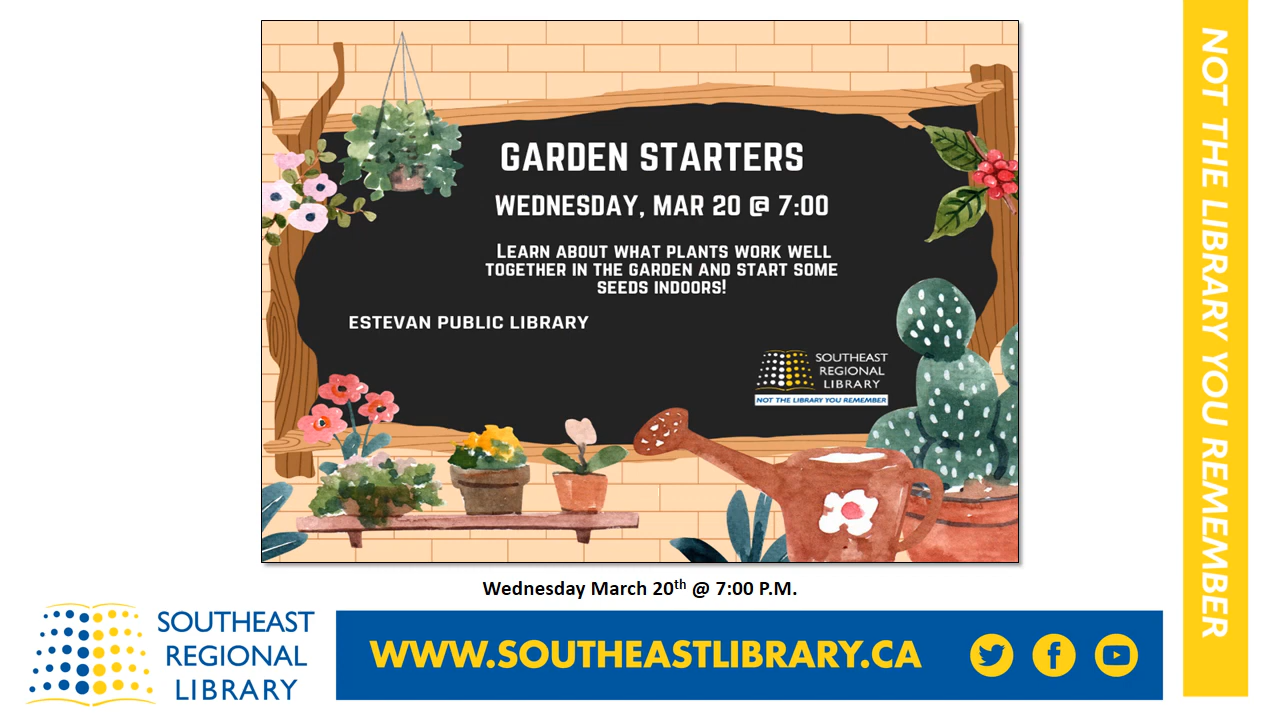 GARDEN STARTERS
WEDNESDAY, MAR 20 @ 7:00
LEARN ABOUT WHAT PLANTS WORK WELL
TOGETHER IN THE GARDEN AND START SOME
SEEDS INDOORS!
ESTEVAN PUBLIC LIBRARY
SOUTHEAST
REGIONAL
LIBRARY
NOT THE LIBRARY YOU REMEMBER
Wednesday March 20th @ 7:00 P.M.
SOUTHEAST
REGIONAL
LIBRARY
WWW.SOUTHEASTLIBRARY.CA
NOT THE LIBRARY YOU REMEMBER